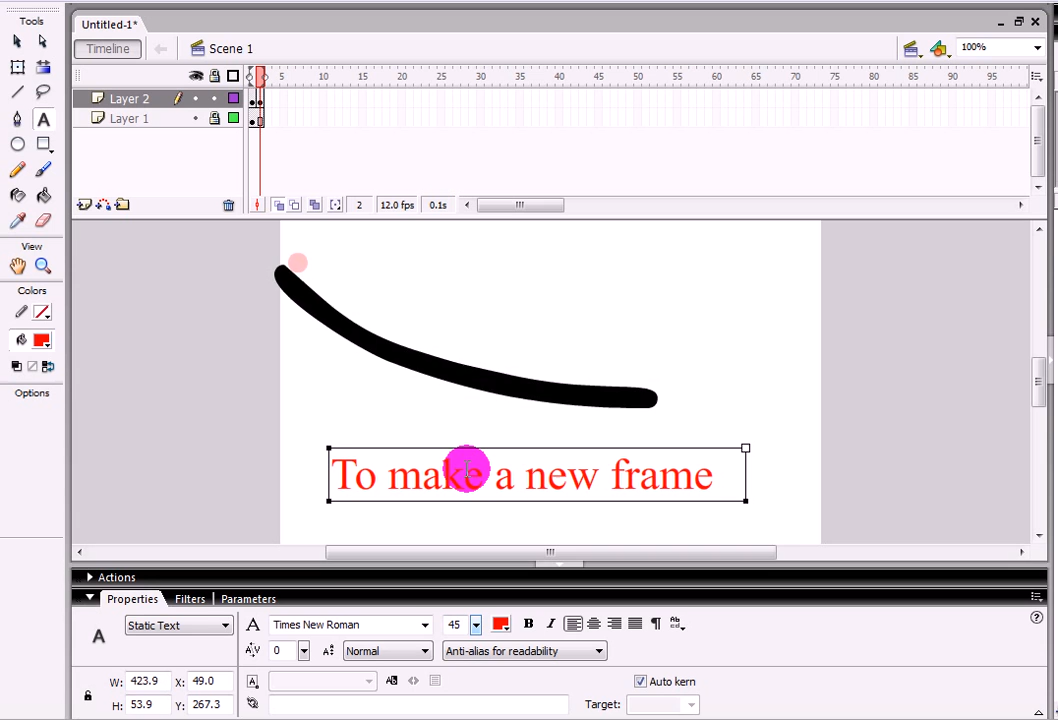 Tools
Untitled-1*
Timeline
Scene 1
100%
5 10 15 20 25 30 35 40 45 50 55 60 65 70 75 80 85 90 95
Layer 2
Layer 1
2 12.0 fps 0.1s
View
Colors
Options
To make a new frame
Actions
Properties Filters Parameters
Static Text A Times New Roman 45 B I ¶
A
0 Normal Anti-alias for readability
W: 423.9 X: 49.0 Auto kern
H: 53.9 Y: 267.3 Target: